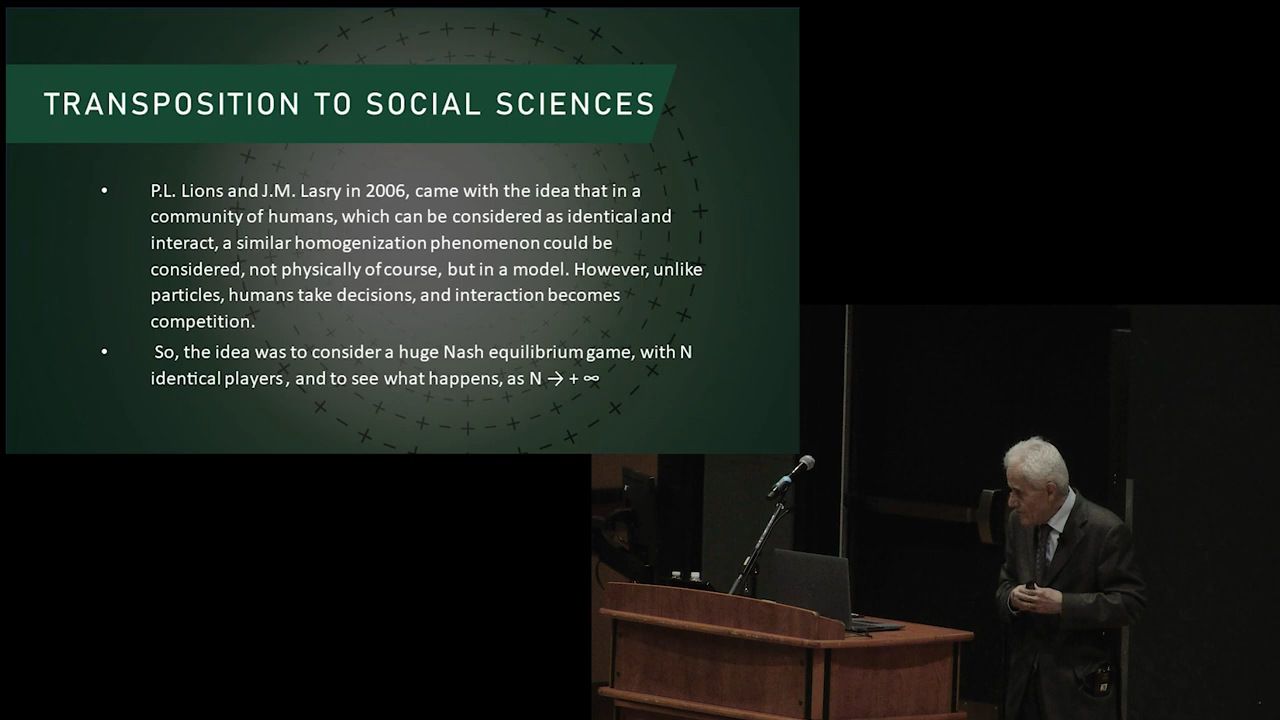 TRANSPOSITION TO SOCIAL SCIENCES
• P.L. Lions and J.M. Lasry in 2006, came with the idea that in a
community of humans, which can be considered as identical and
interact, a similar homogenization phenomenon could be
considered, not physically of course, but in a model. However, unlike
particles, humans take decisions, and interaction becomes
competition.
• So, the idea was to consider a huge Nash equilibrium game, with N
identical players, and to see what happens, as N → + ∞